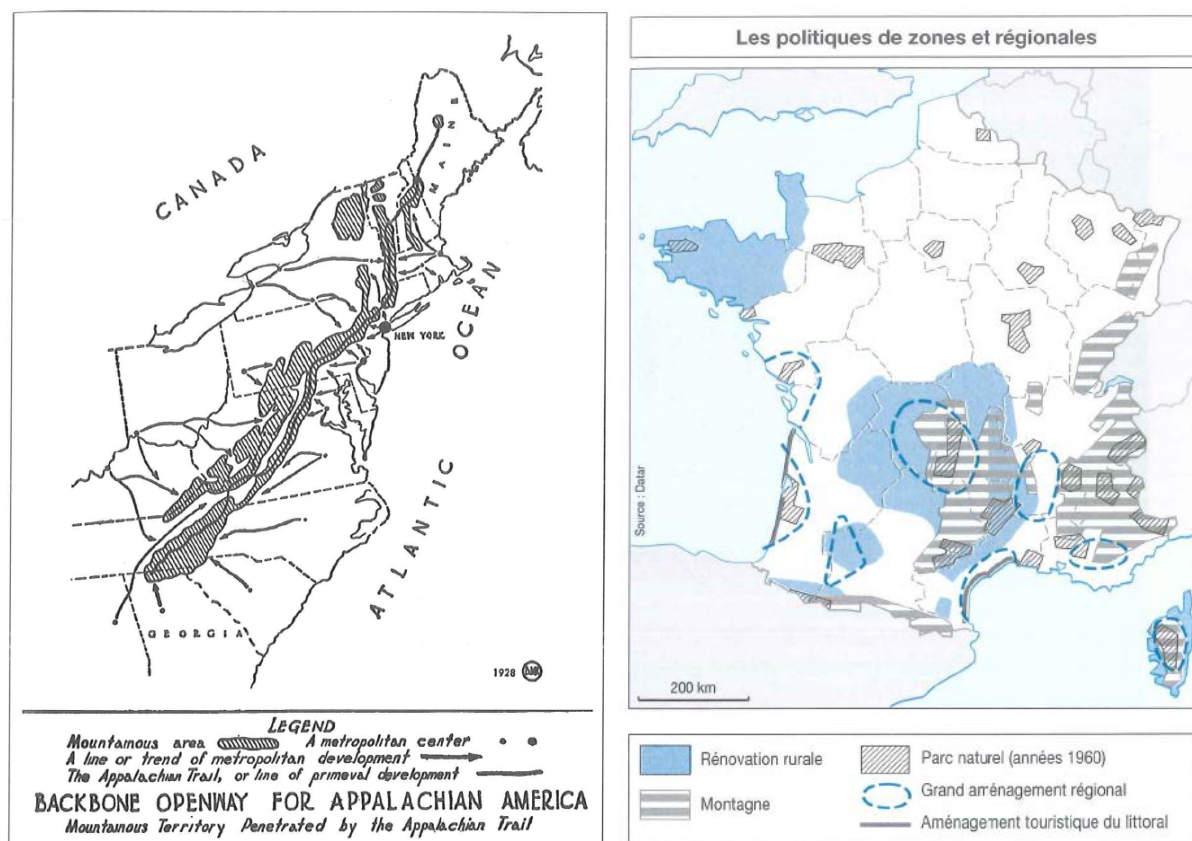 CANADA
MAINE
NEW YORK
ATLANTIC OCEAN
GEORGIA
1928
LEGEND
Mountainous area A metropolitan center
A line or trend of metropolitan development
The Appalachian Trail, or line of primeval development
BACKBONE OPENWAY FOR APPALACHIAN AMERICA
Mountainous Territory Penetrated by the Appalachian Trail
Les politiques de zones et régionales
Source : Datar
200 km
Rénovation rurale
Montagne
Parc naturel (années 1960)
Grand aménagement régional
Aménagement touristique du littoral